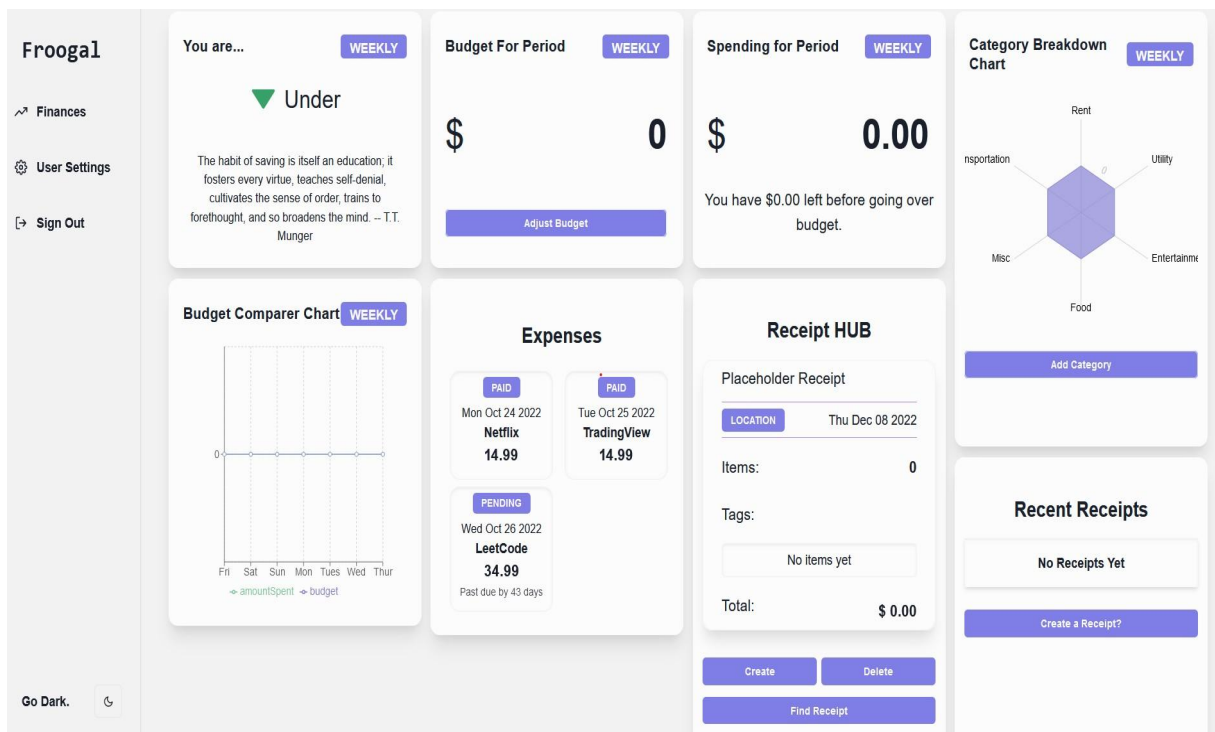 Froogal
Finances
User Settings
Sign Out
Go Dark.
You are...
WEEKLY
Under
The habit of saving is itself an education; it
fosters every virtue, teaches self-denial,
cultivates the sense of order, trains to
forethought, and so broadens the mind. -- T.T.
Munger
Budget For Period
WEEKLY
$ 0
Adjust Budget
Spending for Period
WEEKLY
$ 0.00
You have $0.00 left before going over
budget.
Category Breakdown
Chart
WEEKLY
Rent
nsportation
0
Utility
Misc
Entertainme
Food
Add Category
Budget Comparer Chart
WEEKLY
0
Fri Sat Sun Mon Tues Wed Thur
amountSpent budget
Expenses
PAID
Mon Oct 24 2022
Netflix
14.99
PAID
Tue Oct 25 2022
TradingView
14.99
PENDING
Wed Oct 26 2022
LeetCode
34.99
Past due by 43 days
Receipt HUB
Placeholder Receipt
LOCATION
Thu Dec 08 2022
Items: 0
Tags:
No items yet
Total: $ 0.00
Create
Delete
Find Receipt
Recent Receipts
No Receipts Yet
Create a Receipt?